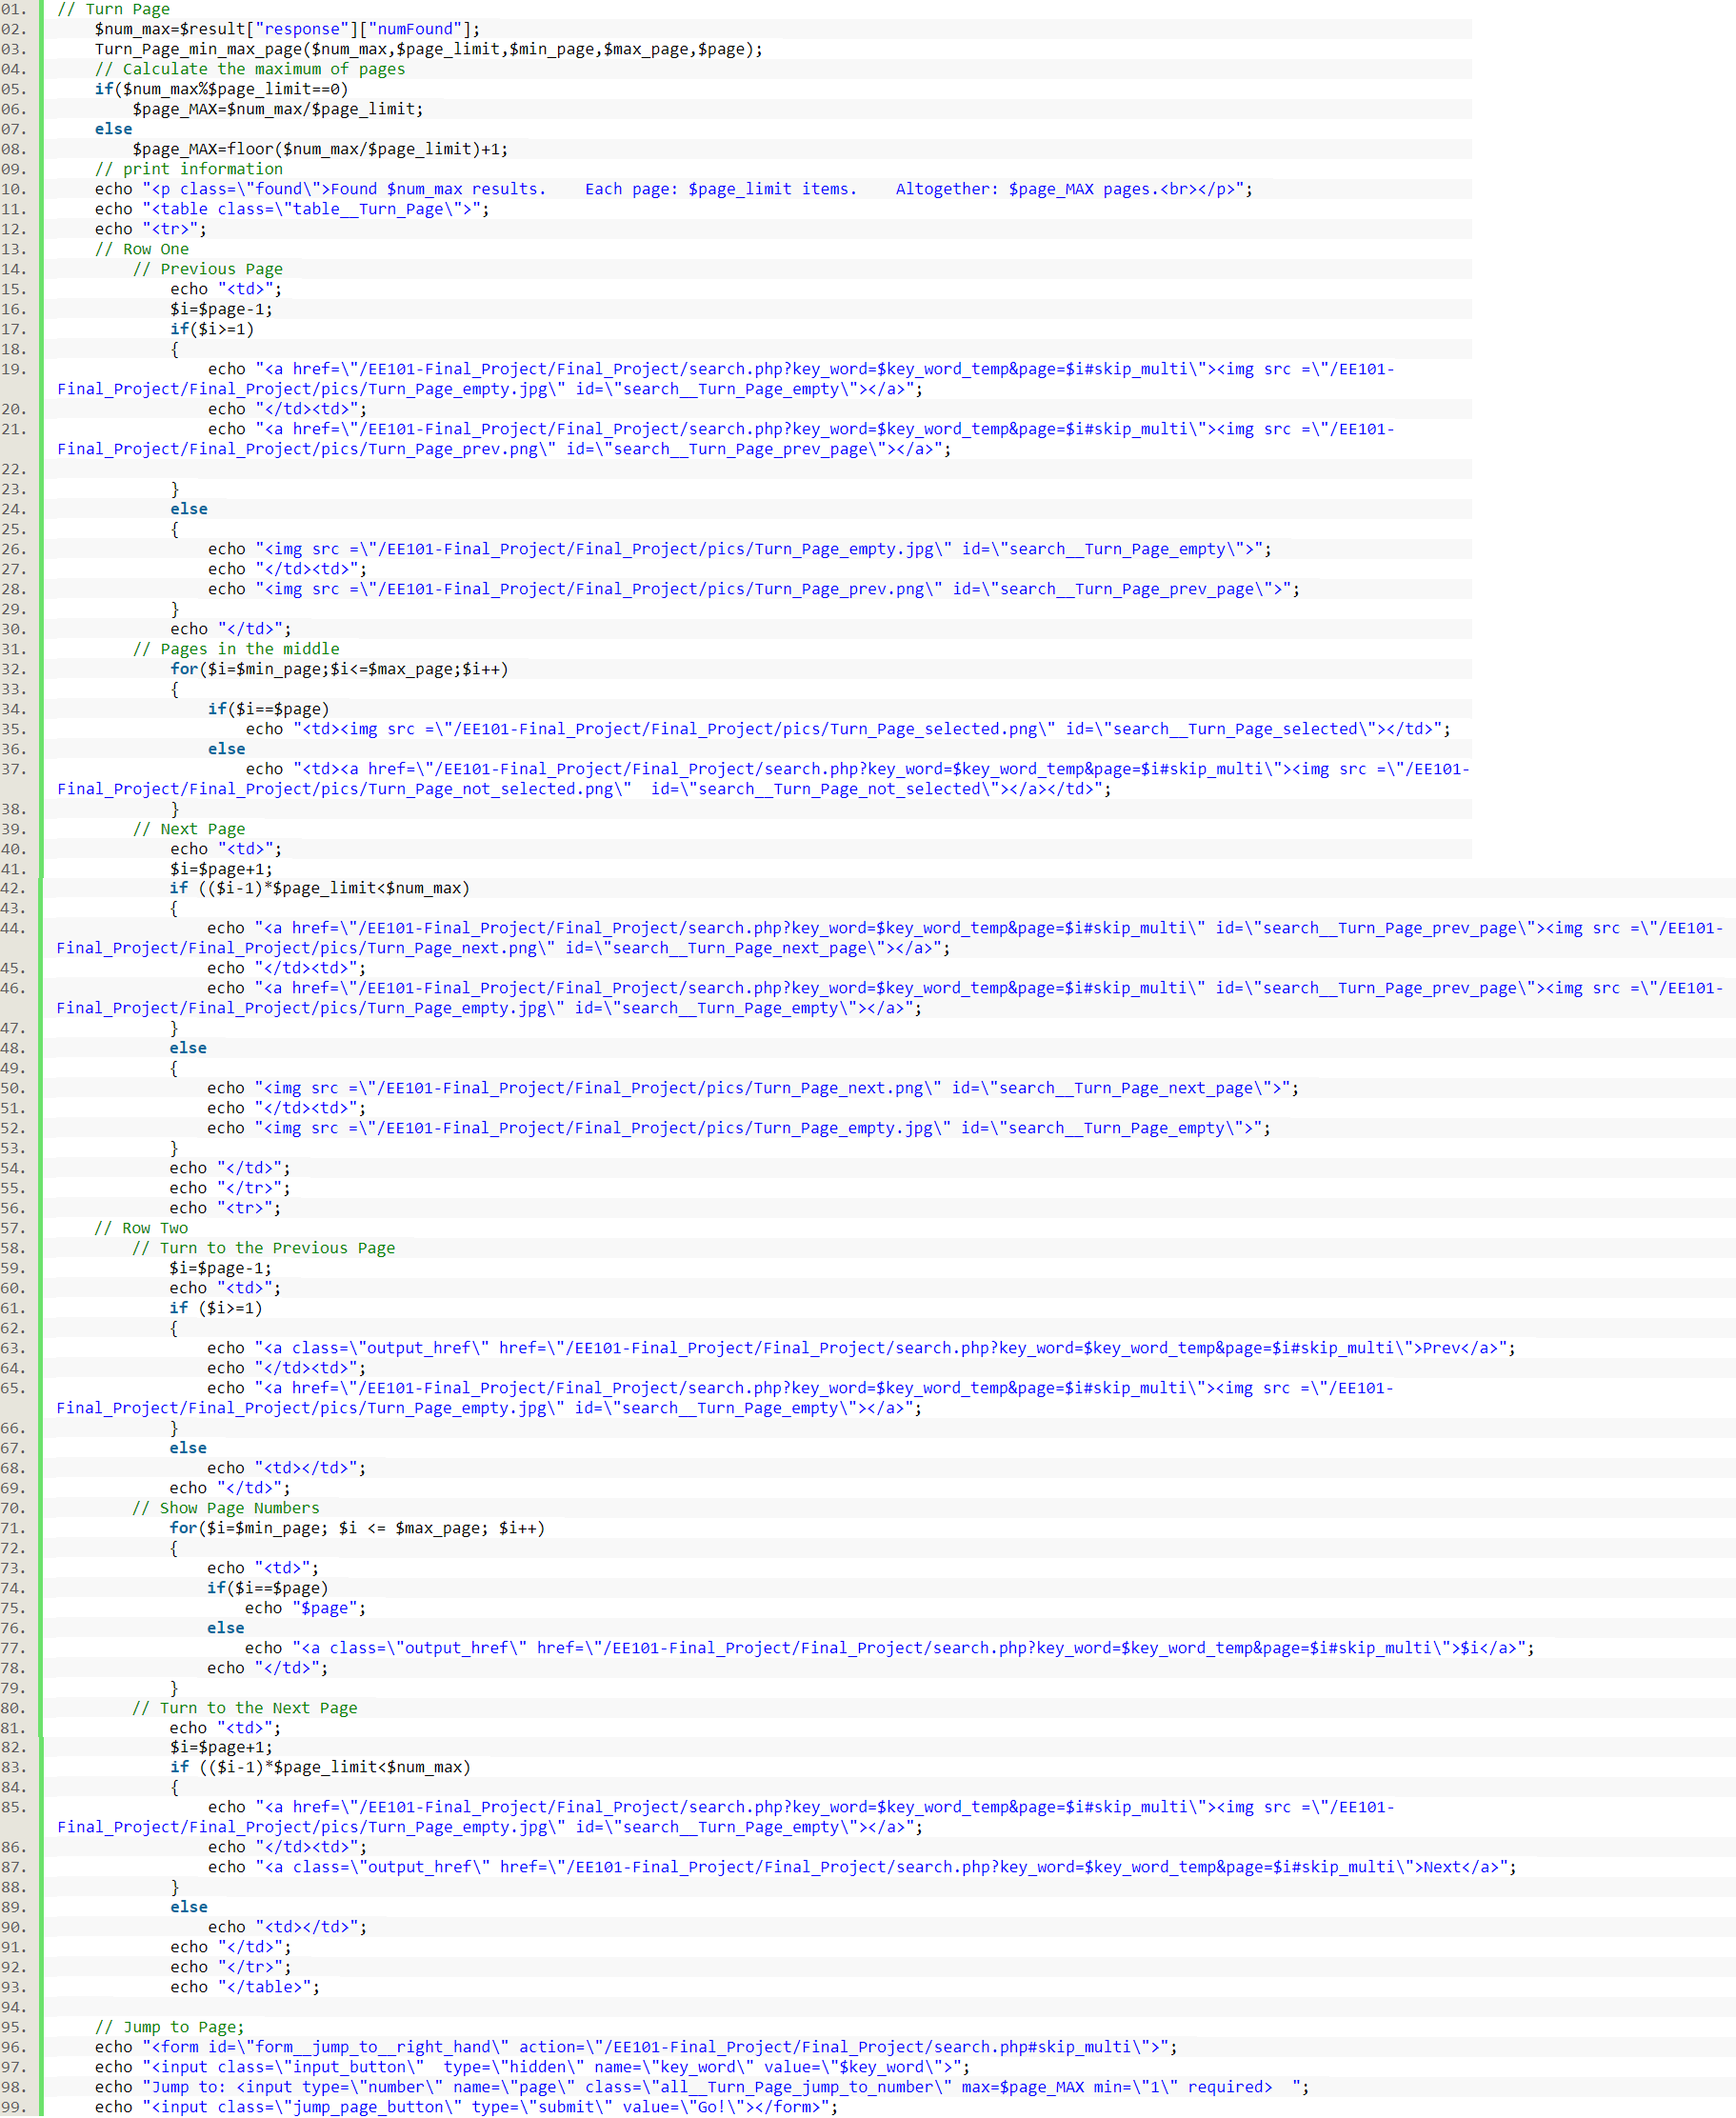 01. // Turn Page
02. $num_max=$result["response"]["numFound"];
03. Turn_Page_min_max_page($num_max,$page_limit,$min_page,$max_page,$page);
04. // Calculate the maximum of pages
05. if($num_max%$page_limit==0)
06. $page_MAX=$num_max/$page_limit;
07. else
08. $page_MAX=floor($num_max/$page_limit)+1;
09. // print information
10. echo "<p class=\"found\">Found $num_max results.    Each page: $page_limit items.    Altogether: $page_MAX pages.<br></p>";
11. echo "<table class=\"table__Turn_Page\">";
12. echo "<tr>";
13. // Row One
14. // Previous Page
15. echo "<td>";
16. $i=$page-1;
17. if($i>=1)
18. {
19. echo "<a href=\"/EE101-Final_Project/Final_Project/search.php?key_word=$key_word_temp&page=$i#skip_multi\"><img src =\"/EE101-
Final_Project/Final_Project/pics/Turn_Page_empty.jpg\" id=\"search__Turn_Page_empty\"></a>";
20. echo "</td><td>";
21. echo "<a href=\"/EE101-Final_Project/Final_Project/search.php?key_word=$key_word_temp&page=$i#skip_multi\"><img src =\"/EE101-
Final_Project/Final_Project/pics/Turn_Page_prev.png\" id=\"search__Turn_Page_prev_page\"></a>";
22.
23. }
24. else
25. {
26. echo "<img src =\"/EE101-Final_Project/Final_Project/pics/Turn_Page_empty.jpg\" id=\"search__Turn_Page_empty\">";
27. echo "</td><td>";
28. echo "<img src =\"/EE101-Final_Project/Final_Project/pics/Turn_Page_prev.png\" id=\"search__Turn_Page_prev_page\">";
29. }
30. echo "</td>";
31. // Pages in the middle
32. for($i=$min_page;$i<=$max_page;$i++)
33. {
34. if($i==$page)
35. echo "<td><img src =\"/EE101-Final_Project/Final_Project/pics/Turn_Page_selected.png\" id=\"search__Turn_Page_selected\"></td>";
36. else
37. echo "<td><a href=\"/EE101-Final_Project/Final_Project/search.php?key_word=$key_word_temp&page=$i#skip_multi\"><img src =\"/EE101-
Final_Project/Final_Project/pics/Turn_Page_not_selected.png\"  id=\"search__Turn_Page_not_selected\"></a></td>";
38. }
39. // Next Page
40. echo "<td>";
41. $i=$page+1;
42. if (($i-1)*$page_limit<$num_max)
43. {
44. echo "<a href=\"/EE101-Final_Project/Final_Project/search.php?key_word=$key_word_temp&page=$i#skip_multi\" id=\"search__Turn_Page_prev_page\"><img src =\"/EE101-
Final_Project/Final_Project/pics/Turn_Page_next.png\" id=\"search__Turn_Page_next_page\"></a>";
45. echo "</td><td>";
46. echo "<a href=\"/EE101-Final_Project/Final_Project/search.php?key_word=$key_word_temp&page=$i#skip_multi\" id=\"search__Turn_Page_prev_page\"><img src =\"/EE101-
Final_Project/Final_Project/pics/Turn_Page_empty.jpg\" id=\"search__Turn_Page_empty\"></a>";
47. }
48. else
49. {
50. echo "<img src =\"/EE101-Final_Project/Final_Project/pics/Turn_Page_next.png\" id=\"search__Turn_Page_next_page\">";
51. echo "</td><td>";
52. echo "<img src =\"/EE101-Final_Project/Final_Project/pics/Turn_Page_empty.jpg\" id=\"search__Turn_Page_empty\">";
53. }
54. echo "</td>";
55. echo "</tr>";
56. echo "<tr>";
57. // Row Two
58. // Turn to the Previous Page
59. $i=$page-1;
60. echo "<td>";
61. if ($i>=1)
62. {
63. echo "<a class=\"output_href\" href=\"/EE101-Final_Project/Final_Project/search.php?key_word=$key_word_temp&page=$i#skip_multi\">Prev</a>";
64. echo "</td><td>";
65. echo "<a href=\"/EE101-Final_Project/Final_Project/search.php?key_word=$key_word_temp&page=$i#skip_multi\"><img src =\"/EE101-
Final_Project/Final_Project/pics/Turn_Page_empty.jpg\" id=\"search__Turn_Page_empty\"></a>";
66. }
67. else
68. echo "<td></td>";
69. echo "</td>";
70. // Show Page Numbers
71. for($i=$min_page; $i <= $max_page; $i++)
72. {
73. echo "<td>";
74. if($i==$page)
75. echo "$page";
76. else
77. echo "<a class=\"output_href\" href=\"/EE101-Final_Project/Final_Project/search.php?key_word=$key_word_temp&page=$i#skip_multi\">$i</a>";
78. echo "</td>";
79. }
80. // Turn to the Next Page
81. echo "<td>";
82. $i=$page+1;
83. if (($i-1)*$page_limit<$num_max)
84. {
85. echo "<a href=\"/EE101-Final_Project/Final_Project/search.php?key_word=$key_word_temp&page=$i#skip_multi\"><img src =\"/EE101-
Final_Project/Final_Project/pics/Turn_Page_empty.jpg\" id=\"search__Turn_Page_empty\"></a>";
86. echo "</td><td>";
87. echo "<a class=\"output_href\" href=\"/EE101-Final_Project/Final_Project/search.php?key_word=$key_word_temp&page=$i#skip_multi\">Next</a>";
88. }
89. else
90. echo "<td></td>";
91. echo "</td>";
92. echo "</tr>";
93. echo "</table>";
94.
95. // Jump to Page;
96. echo "<form id=\"form__jump_to__right_hand\" action=\"/EE101-Final_Project/Final_Project/search.php#skip_multi\">";
97. echo "<input class=\"input_button\"  type=\"hidden\" name=\"key_word\" value=\"$key_word\">";
98. echo "Jump to: <input type=\"number\" name=\"page\" class=\"all__Turn_Page_jump_to_number\" max=$page_MAX min=\"1\" required>  ";
99. echo "<input class=\"jump_page_button\" type=\"submit\" value=\"Go!\"></form>";